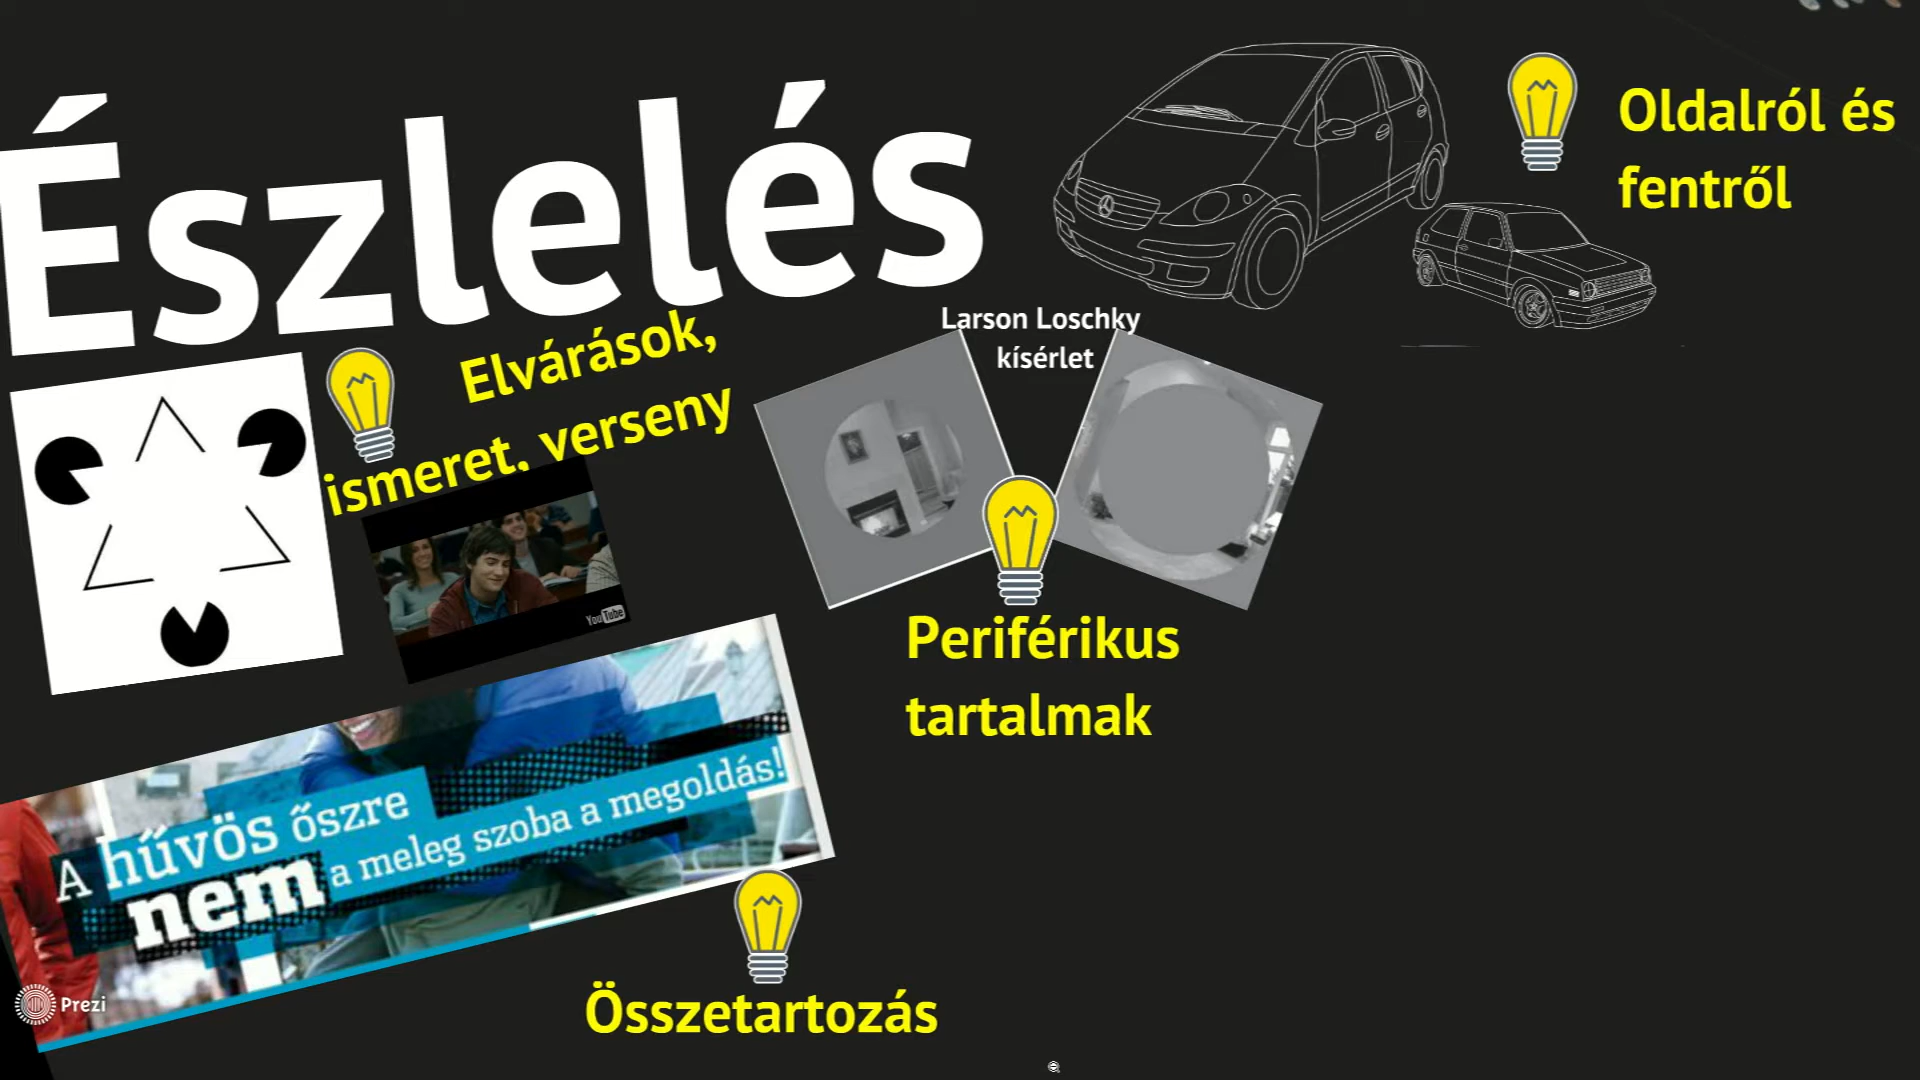 Észlelés
Oldalról és
fentről
Elvárások,
ismeret, verseny
Larson Loschky
kísérlet
YouTube
Periférikus
tartalmak
A hűvös őszre
nem a meleg szoba a megoldás!
Összetartozás
Prezi